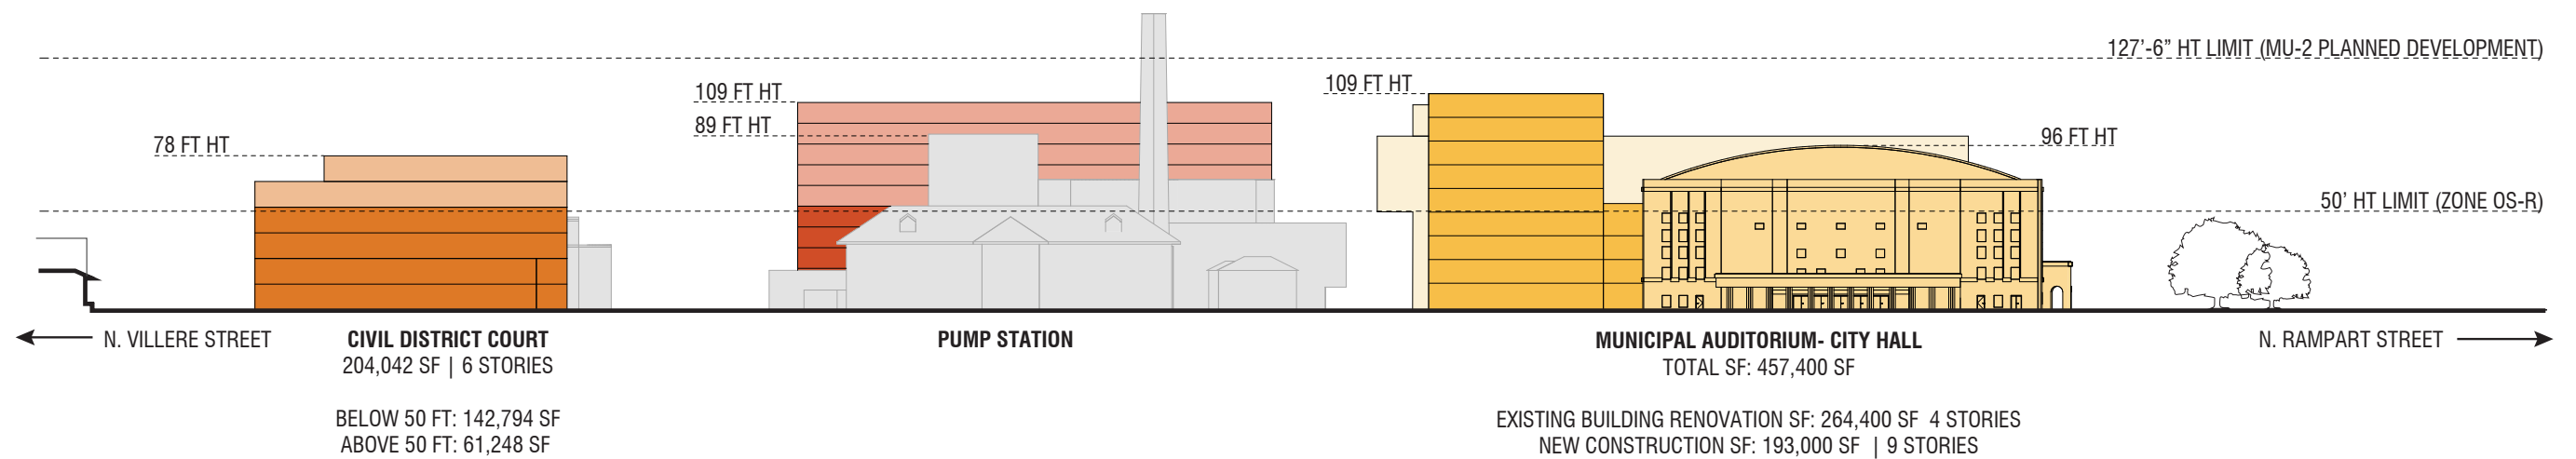 127'-6” HT LIMIT (MU-2 PLANNED DEVELOPMENT)
109 FT HT
109 FT HT
89 FT HT
78 FT HT
96 FT HT
50' HT LIMIT (ZONE OS-R)
N. VILLERE STREET
CIVIL DISTRICT COURT
204,042 SF | 6 STORIES
BELOW 50 FT: 142,794 SF
ABOVE 50 FT: 61,248 SF
PUMP STATION
MUNICIPAL AUDITORIUM- CITY HALL
TOTAL SF: 457,400 SF
EXISTING BUILDING RENOVATION SF: 264,400 SF 4 STORIES
NEW CONSTRUCTION SF: 193,000 SF | 9 STORIES
N. RAMPART STREET